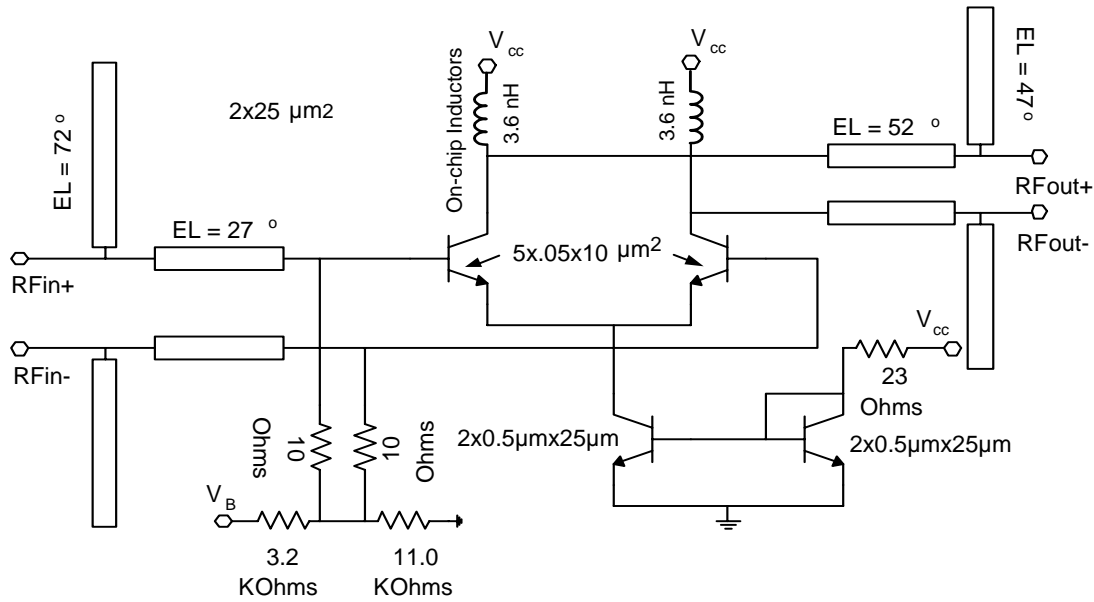 V cc
V cc
EL = 47 º
On-chip Inductors
3.6 nH
3.6 nH
2x25 µm2
EL = 72 º
EL = 52 º
RFout+
EL = 27 º
5x.05x10 µm2
RFout-
RFin+
V cc
RFin-
23
Ohms
Ohms
10
10
Ohms
2x0.5µmx25µm
2x0.5µmx25µm
V B
3.2
KOhms
11.0
KOhms